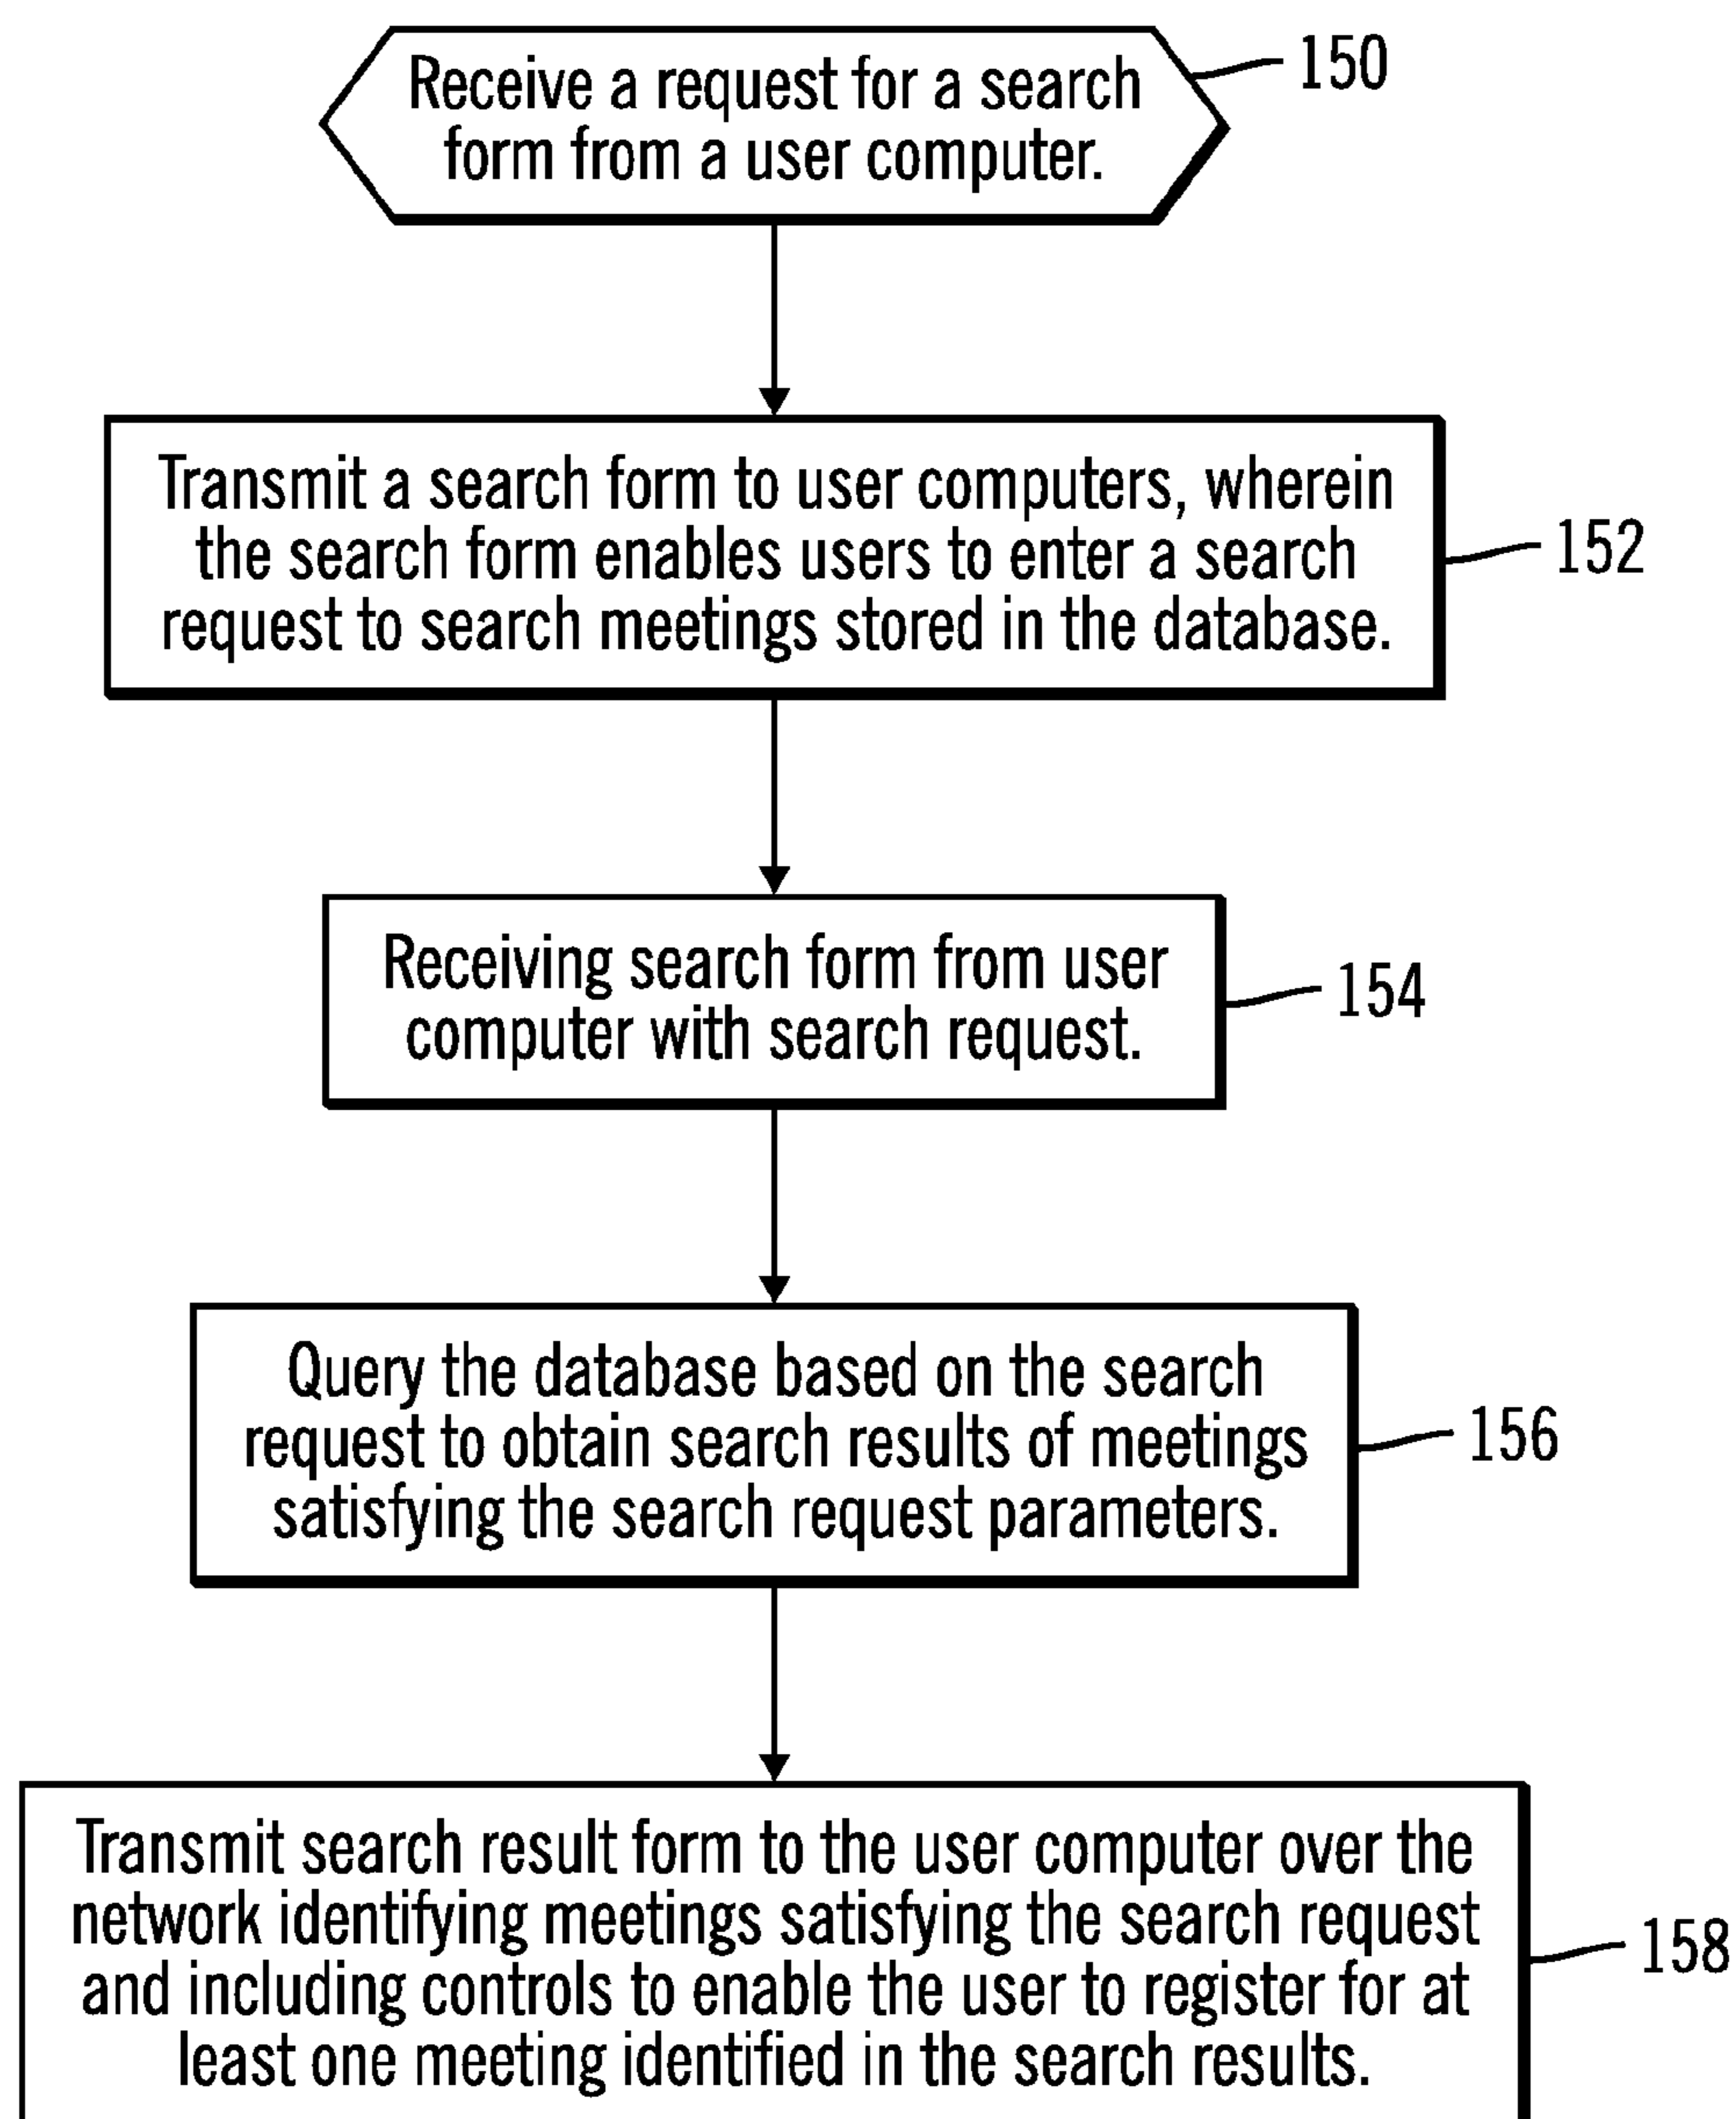 Receive a request for a search
form from a user computer.
150
Transmit a search form to user computers, wherein
the search form enables users to enter a search
request to search meetings stored in the database.
152
Receiving search form from user
computer with search request.
154
Query the database based on the search
request to obtain search results of meetings
satisfying the search request parameters.
156
Transmit search result form to the user computer over the
network identifying meetings satisfying the search request
and including controls to enable the user to register for at
least one meeting identified in the search results.
158